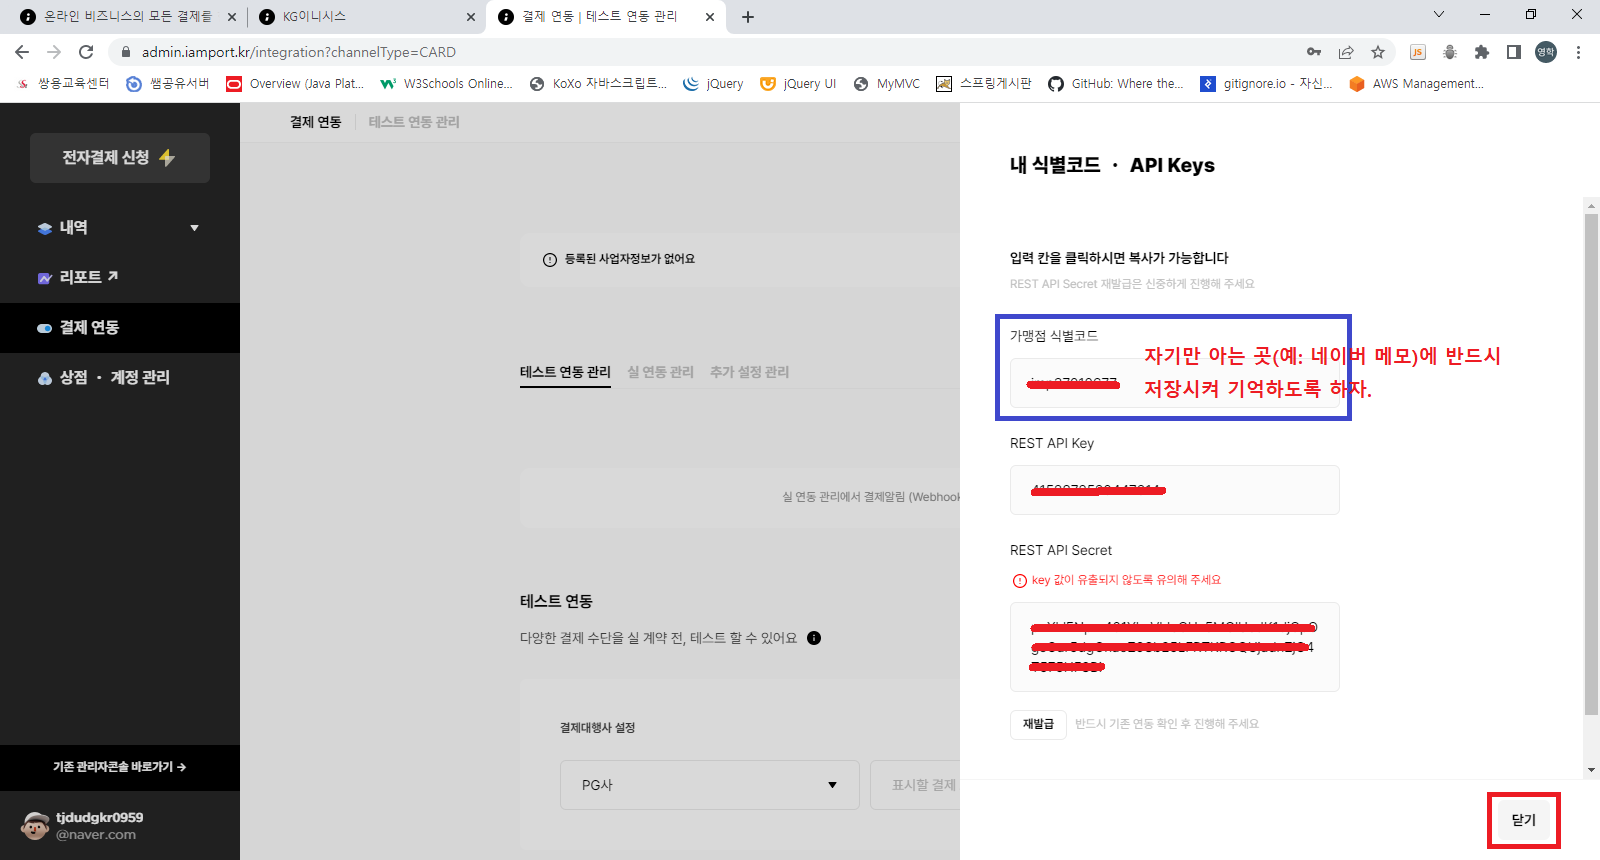 온라인 비즈니스의 모든 결제를
KG이니시스
결제 연동 | 테스트 연동 관리
admin.iamport.kr/integration?channelType=CARD
JS
영학
쌍용교육센터
쌤공유서버
Overview (Java Plat...
W3Schools Online...
KoXo 자바스크립트...
jQuery
jQuery UI
MyMVC
스프링게시판
GitHub: Where the...
gitignore.io - 자신...
AWS Management...
전자결제 신청
내역
리포트
결제 연동
상점 · 계정 관리
기존 관리자콘솔 바로가기 →
tjdudgkr0959
@naver.com
결제 연동
테스트 연동 관리
등록된 사업자정보가 없어요
테스트 연동 관리
실 연동 관리
추가 설정 관리
실 연동 관리에서 결제알림 (Webhook
테스트 연동
다양한 결제 수단을 실 계약 전, 테스트 할 수 있어요
결제대행사 설정
PG사
표시할 결제
내 식별코드 · API Keys
입력 칸을 클릭하시면 복사가 가능합니다
REST API Secret 재발급은 신중하게 진행해 주세요
가맹점 식별코드
자기만 아는 곳(예: 네이버 메모)에 반드시
저장시켜 기억하도록 하자.
REST API Key
REST API Secret
key 값이 유출되지 않도록 유의해 주세요
재발급
반드시 기존 연동 확인 후 진행해 주세요
닫기